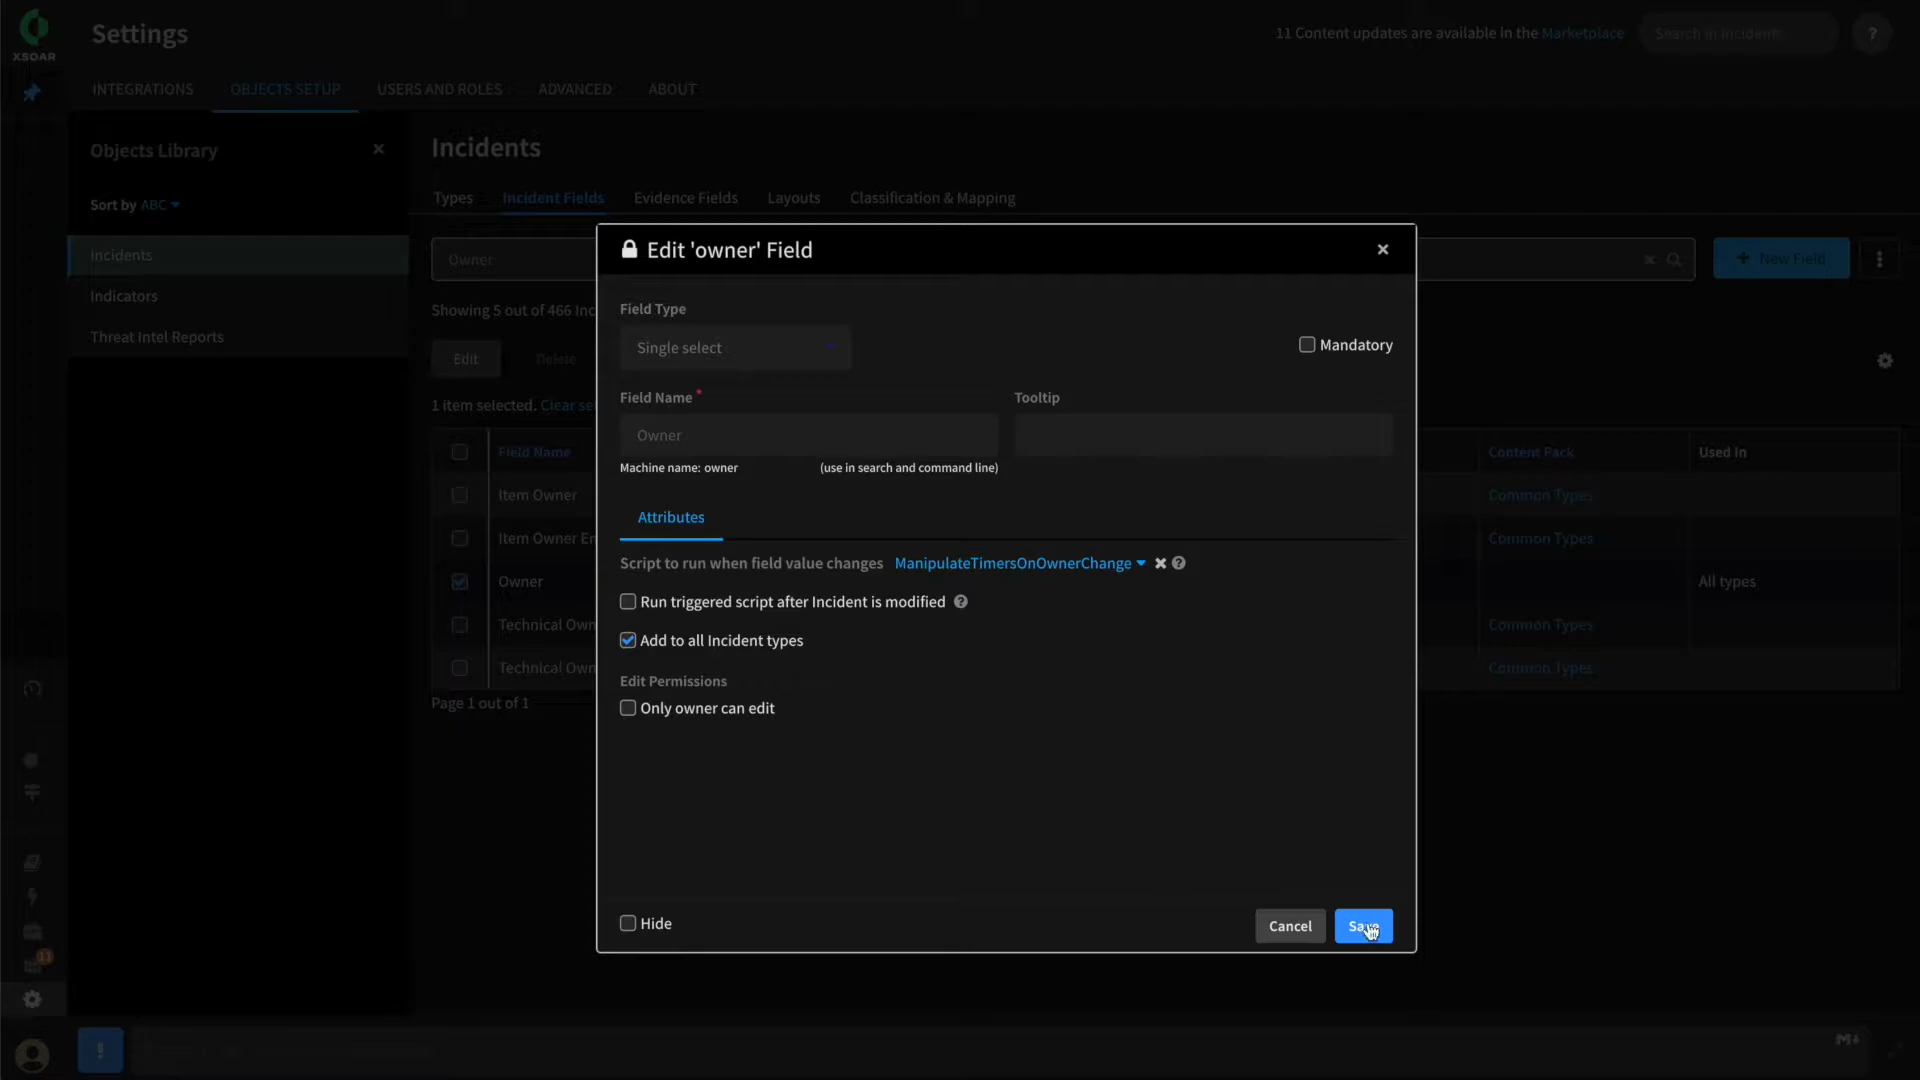 XSOAR
Settings
11 Content updates are available in the Marketplace
Search in Incidents
?
INTEGRATIONS
OBJECTS SETUP
USERS AND ROLES
ADVANCED
ABOUT
Objects Library
Sort by ABC
Incidents
Indicators
Threat Intel Reports
Incidents
Types
Incident Fields
Evidence Fields
Layouts
Classification & Mapping
Owner
New Field
Showing 5 out of 466 Inc
Edit
Delete
1 item selected. Clear se
Field Name
Content Pack
Used In
Item Owner
Common Types
Item Owner Em
Common Types
Owner
All types
Technical Own
Common Types
Technical Own
Common Types
Page 1 out of 1
Edit 'owner' Field
Field Type
Single select
Mandatory
Field Name *
Tooltip
Owner
Machine name: owner
(use in search and command line)
Attributes
Script to run when field value changes ManipulateTimersOnOwnerChange
Run triggered script after Incident is modified
Add to all Incident types
Edit Permissions
Only owner can edit
Hide
Cancel
Save
11
!
M